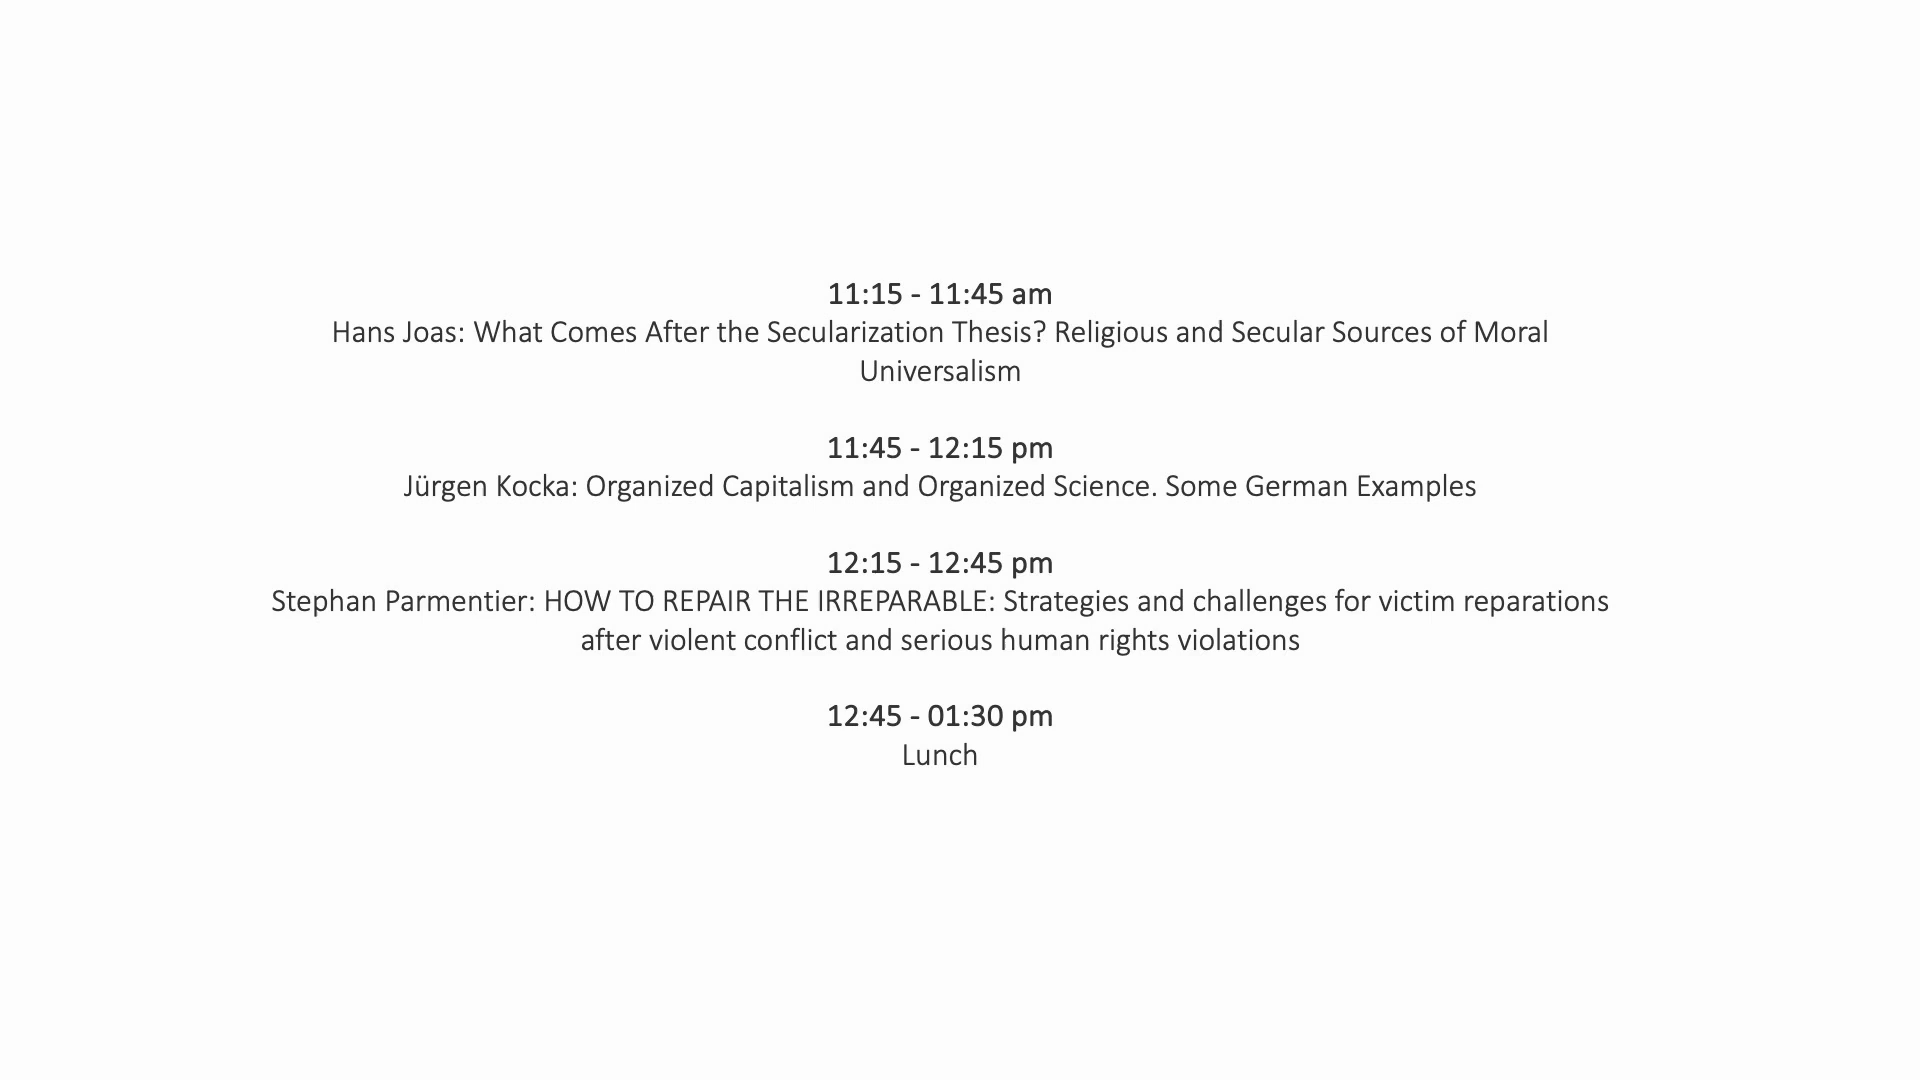 11:15 - 11:45 am
Hans Joas: What Comes After the Secularization Thesis? Religious and Secular Sources of Moral
Universalism
11:45 - 12:15 pm
Jürgen Kocka: Organized Capitalism and Organized Science. Some German Examples
12:15 - 12:45 pm
Stephan Parmentier: HOW TO REPAIR THE IRREPARABLE: Strategies and challenges for victim reparations
after violent conflict and serious human rights violations
12:45 - 01:30 pm
Lunch